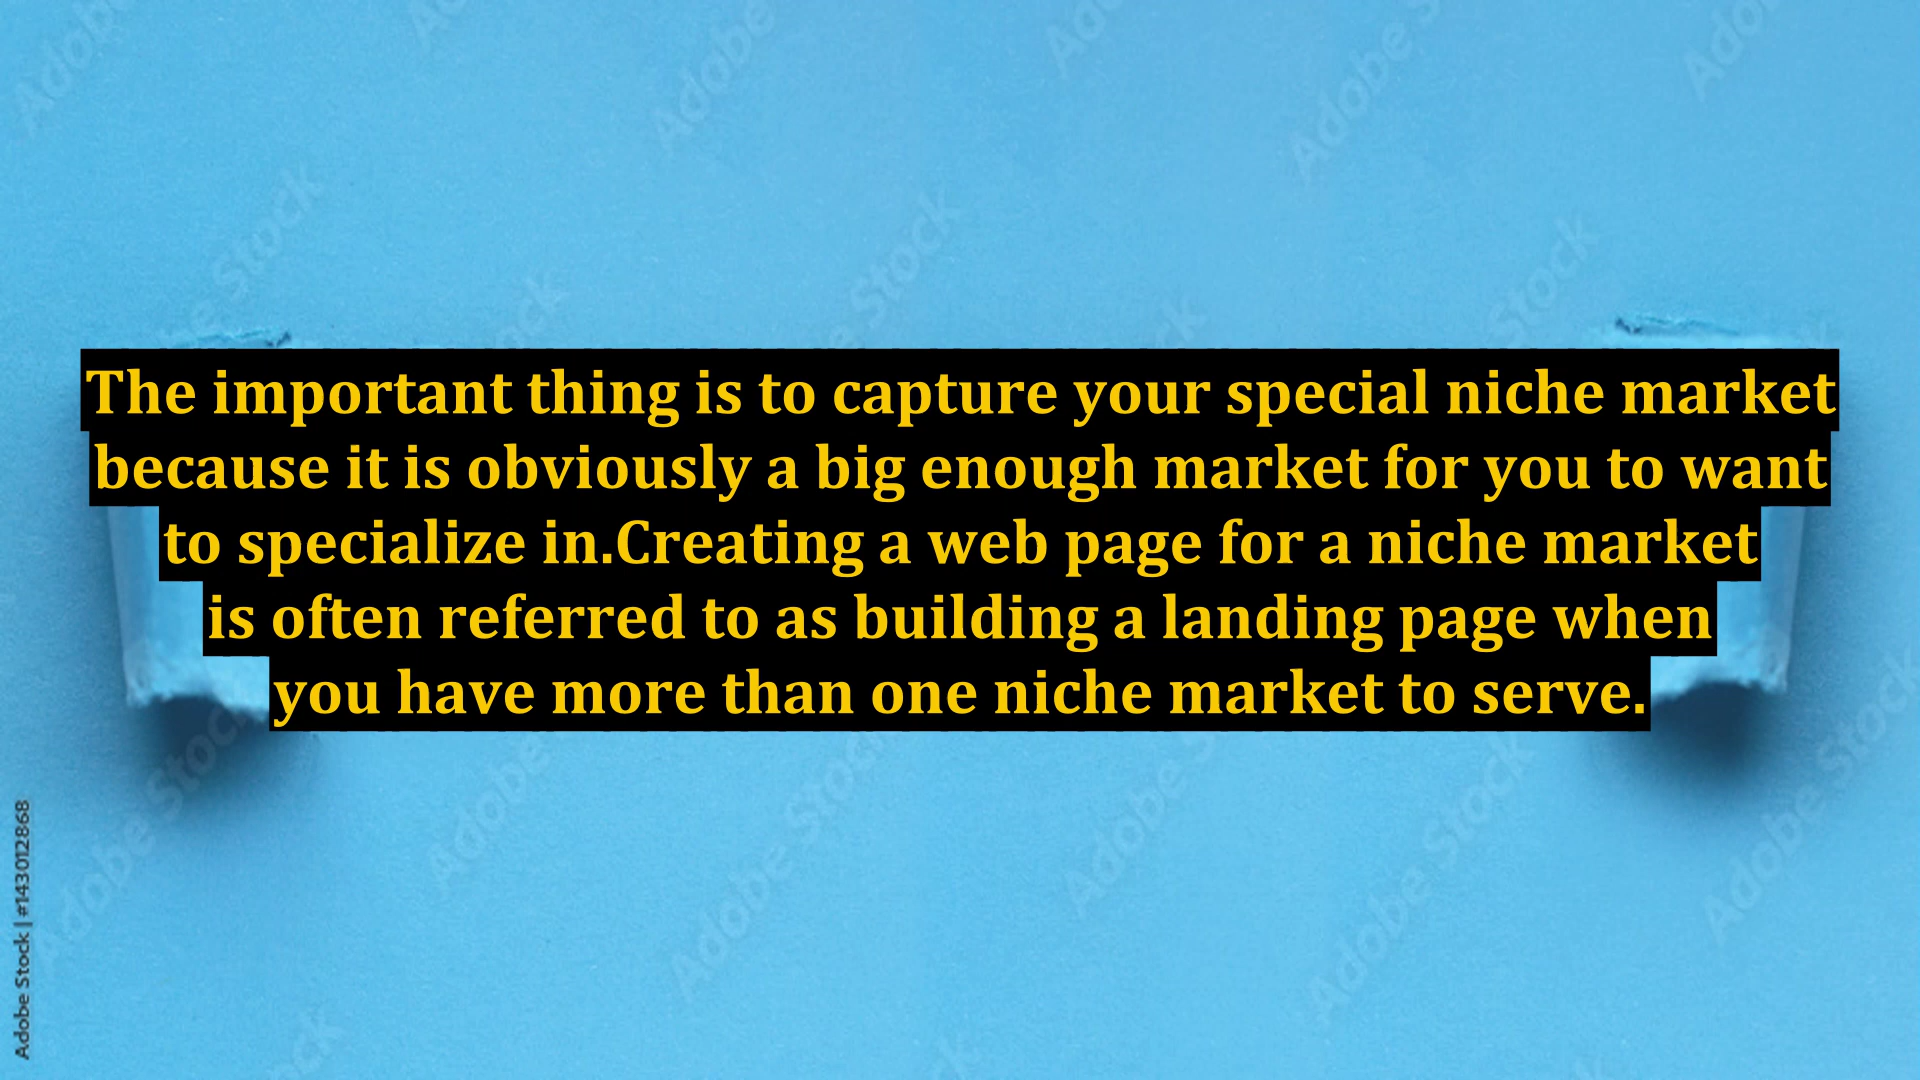 The important thing is to capture your special niche market
because it is obviously a big enough market for you to want
to specialize in.Creating a web page for a niche market
is often referred to as building a landing page when
you have more than one niche market to serve.
Adobe Stock | #143012868